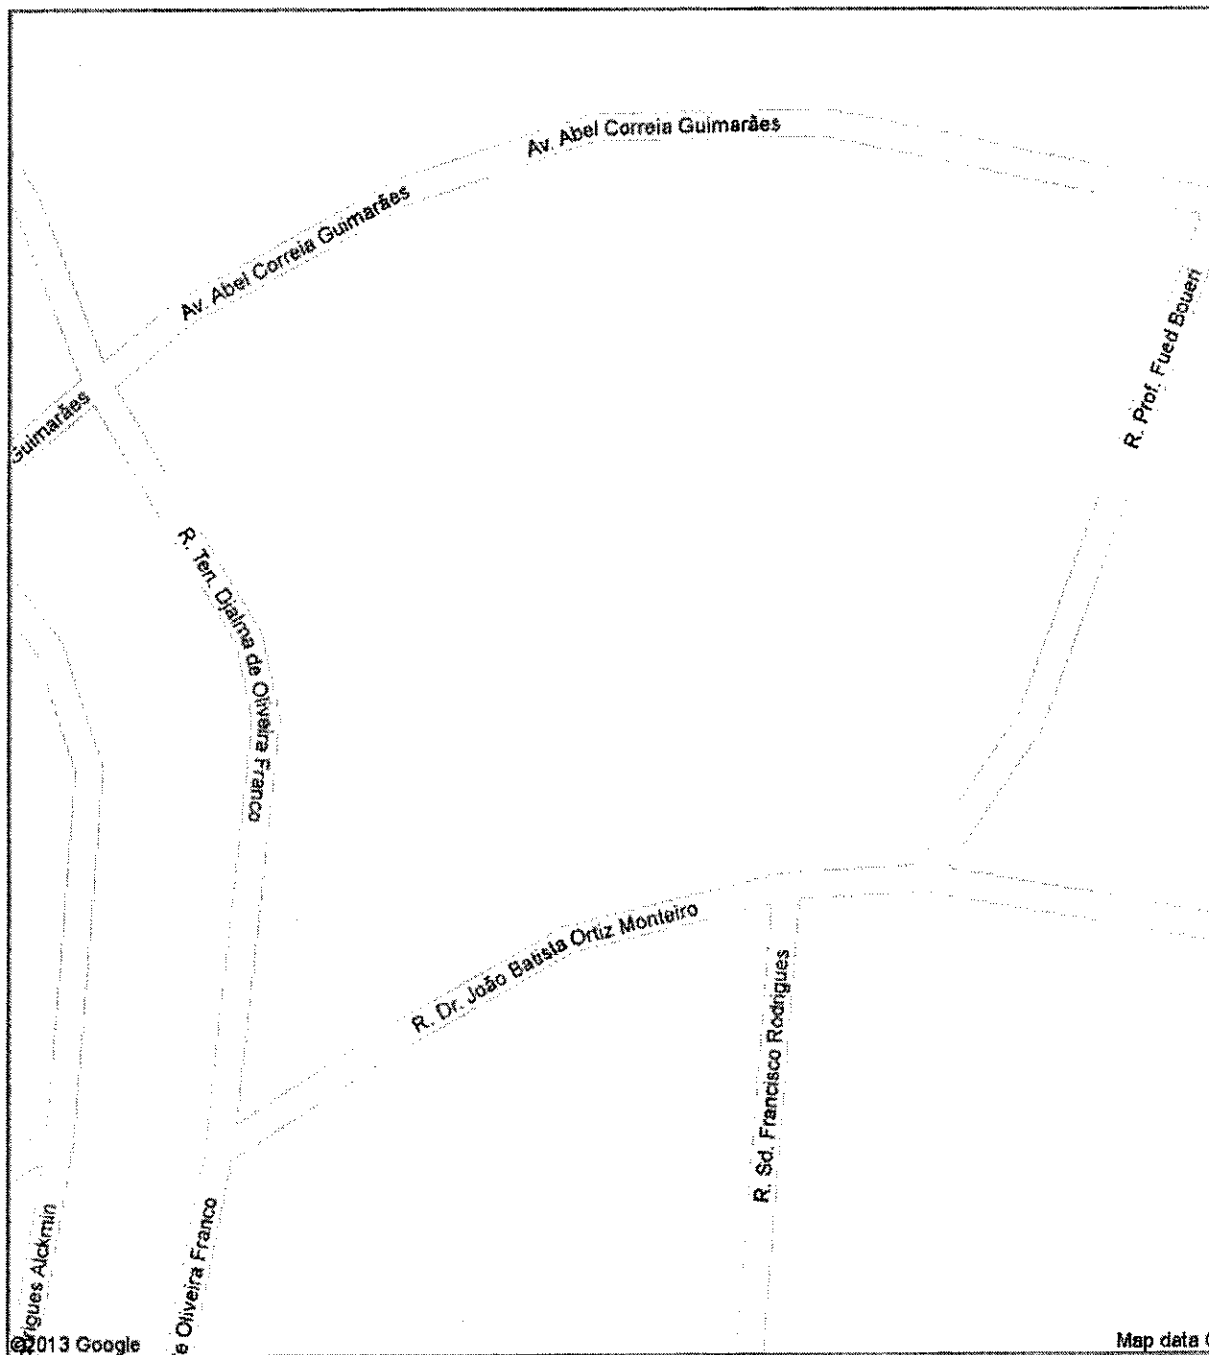 Av. Abel Correia Guimarães
Av. Abel Correia Guimarães
Guimarães
R. Prof. Fued Boueri
R. Ten. Djalma de Oliveira Franco
R. Dr. João Batista Ortiz Monteiro
R. Sd. Francisco Rodrigues
drigues Alckmin
e Oliveira Franco
©2013 Google
Map data